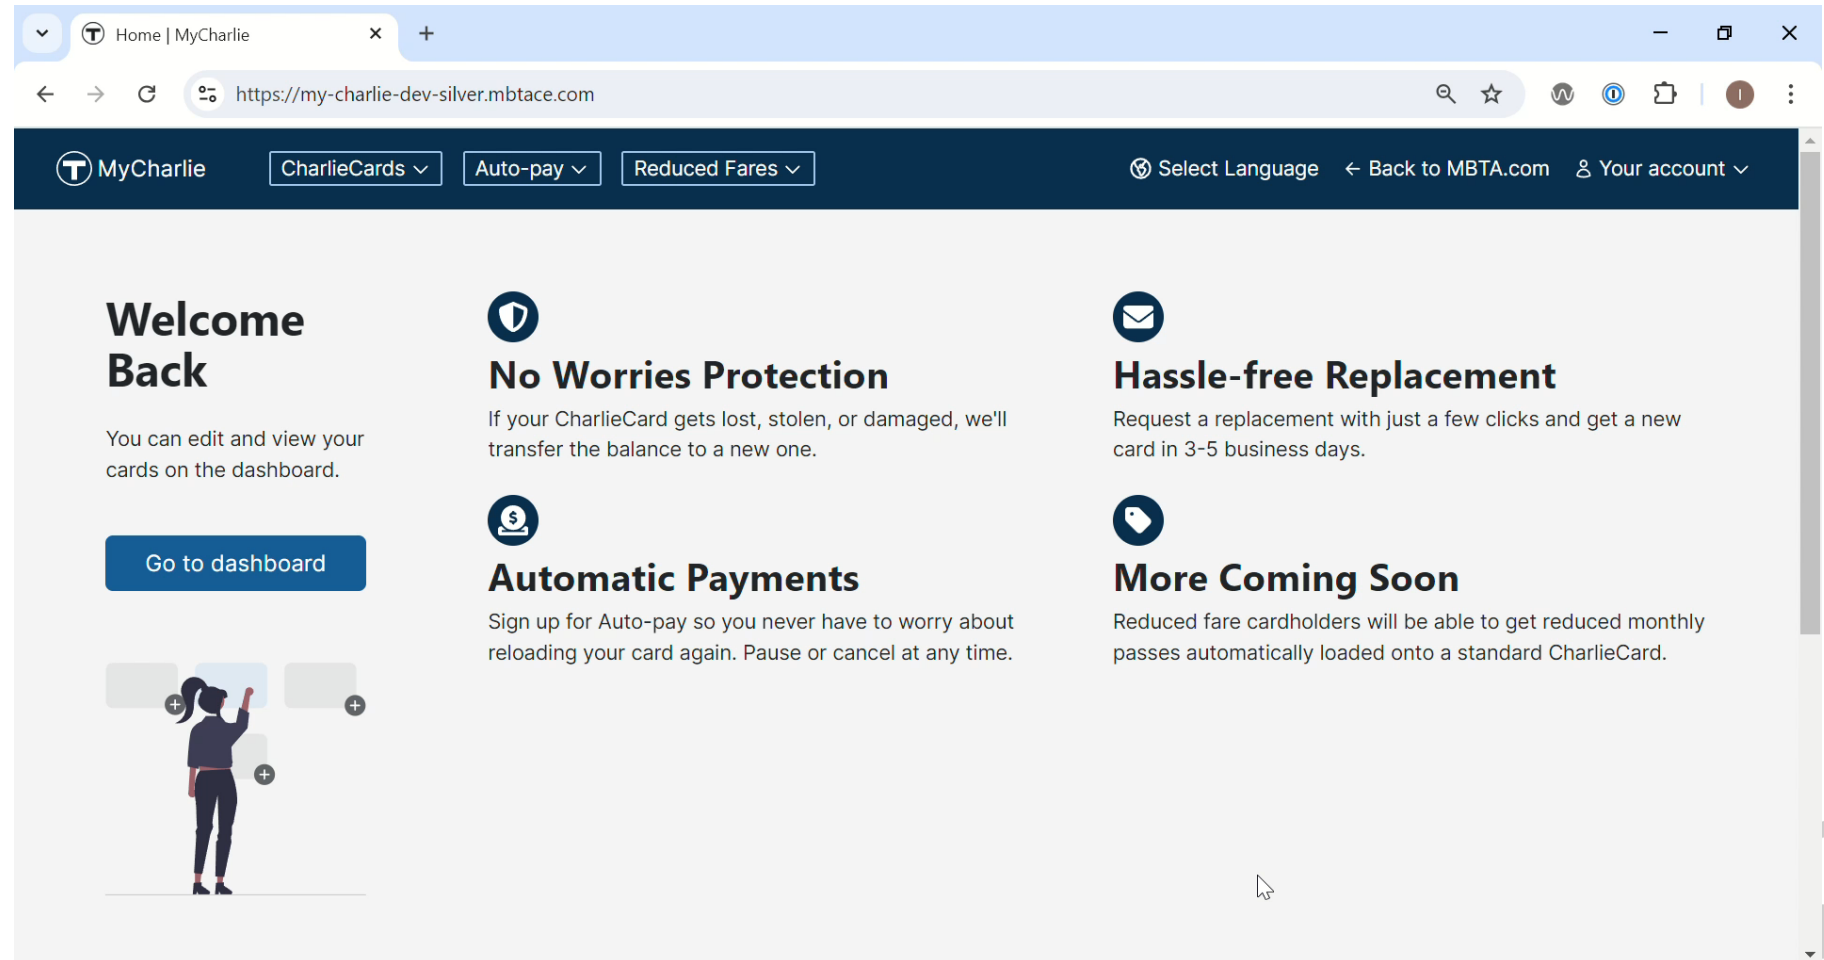 Home | MyCharlie
https://my-charlie-dev-silver.mbtace.com
T MyCharlie CharlieCards Auto-pay Reduced Fares Select Language ← Back to MBTA.com Your account
Welcome
Back
You can edit and view your
cards on the dashboard.
Go to dashboard
No Worries Protection
If your CharlieCard gets lost, stolen, or damaged, we'll
transfer the balance to a new one.
Hassle-free Replacement
Request a replacement with just a few clicks and get a new
card in 3-5 business days.
Automatic Payments
Sign up for Auto-pay so you never have to worry about
reloading your card again. Pause or cancel at any time.
More Coming Soon
Reduced fare cardholders will be able to get reduced monthly
passes automatically loaded onto a standard CharlieCard.